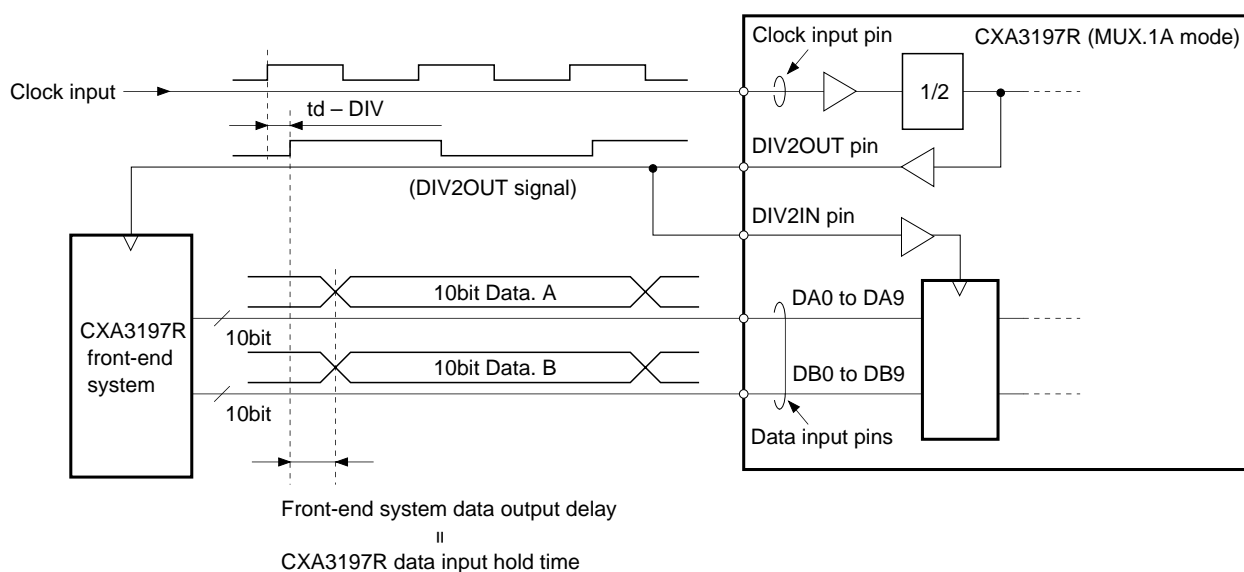 CXA3197R (MUX.1A mode)
Clock input pin
Clock input
1/2
td – DIV
DIV2OUT pin
(DIV2OUT signal)
DIV2IN pin
CXA3197R
front-end
system
10bit Data. A
10bit
DA0 to DA9
10bit Data. B
10bit
DB0 to DB9
Data input pins
Front-end system data output delay
=
CXA3197R data input hold time